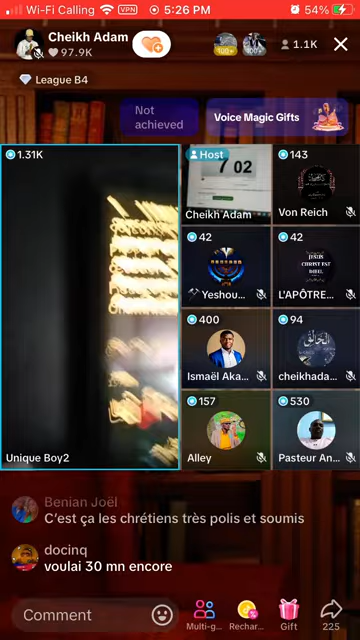 Wi-Fi Calling VPN 5:26 PM 54%
Cheikh Adam
97.9K
100+ 400+ 1.1K
League B4
Not achieved
Voice Magic Gifts
1.31K
Host
7 02
Cheikh Adam
143
Von Reich
42
Yeshou...
42
JESUS
CHRIST EST
L'APÔTRE...
400
Ismaël Aka...
94
cheikhada...
157
Alley
530
Pasteur An...
Unique Boy2
Benian Joël
C'est ça les chrétiens très polis et soumis
docinq
voulai 30 mn encore
Comment
Multi-g...
Rechar...
Gift
225